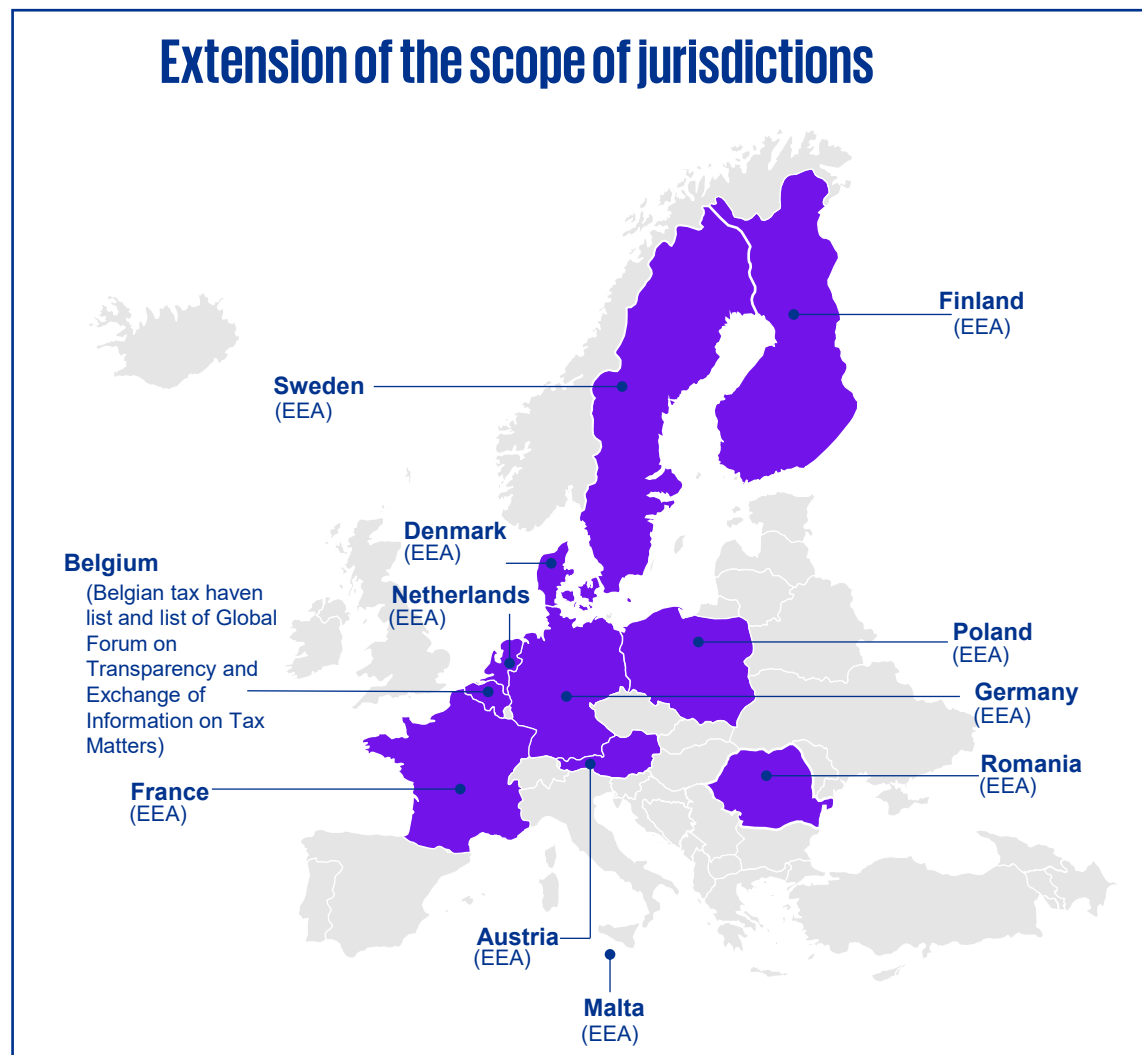 Extension of the scope of jurisdictions
Finland
(EEA)
Sweden
(EEA)
Denmark
(EEA)
Belgium
(Belgian tax haven
list and list of Global
Forum on
Transparency and
Exchange of
Information on Tax
Matters)
Netherlands
(EEA)
Poland
(EEA)
Germany
(EEA)
Romania
(EEA)
France
(EEA)
Austria
(EEA)
Malta
(EEA)